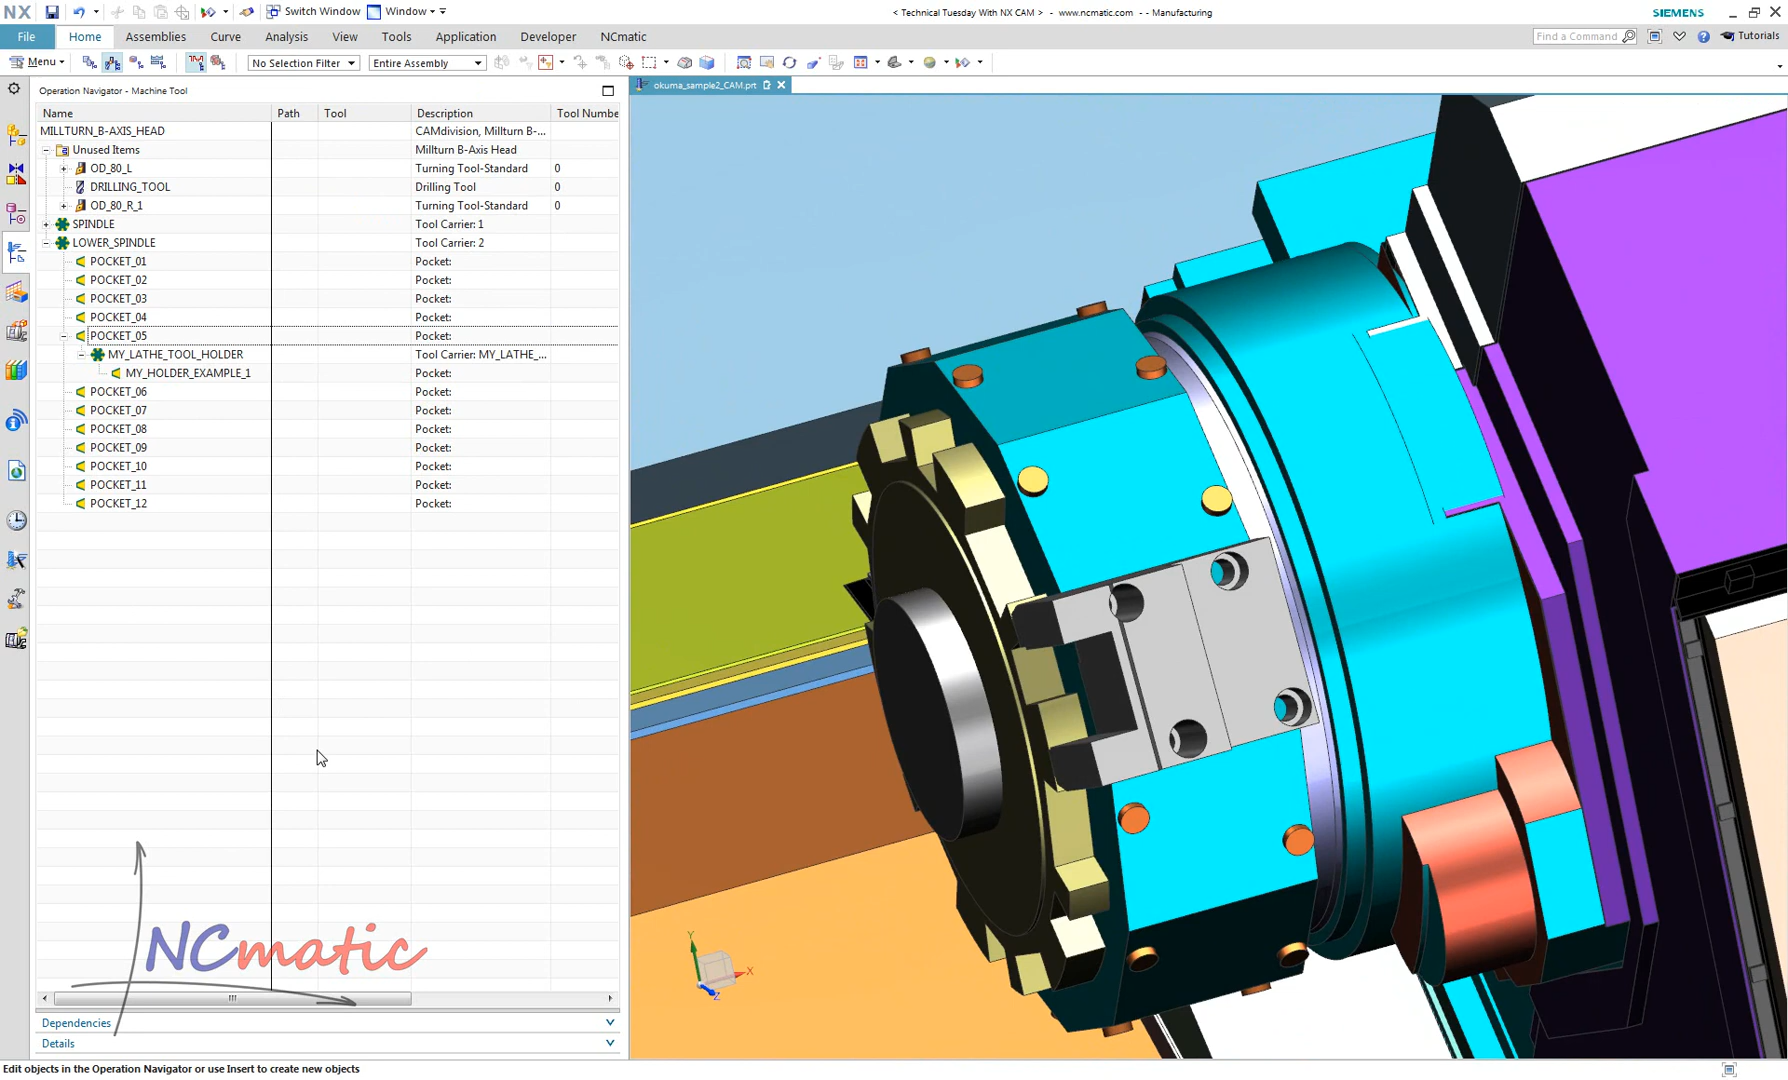 NX Switch Window Window < Technical Tuesday With NX CAM > - www.ncmatic.com - - Manufacturing SIEMENS
File Home Assemblies Curve Analysis View Tools Application Developer NCmatic Find a Command Tutorials
Menu No Selection Filter Entire Assembly
Operation Navigator - Machine Tool
okuma_sample2_CAM.prt
Name Path Tool Description Tool Numbe
MILLTURN_B-AXIS_HEAD CAMdivision, Millturn B-...
Unused Items Millturn B-Axis Head
OD_80_L Turning Tool-Standard 0
DRILLING_TOOL Drilling Tool 0
OD_80_R_1 Turning Tool-Standard 0
SPINDLE Tool Carrier: 1
LOWER_SPINDLE Tool Carrier: 2
POCKET_01 Pocket:
POCKET_02 Pocket:
POCKET_03 Pocket:
POCKET_04 Pocket:
POCKET_05 Pocket:
MY_LATHE_TOOL_HOLDER Tool Carrier: MY_LATHE_...
MY_HOLDER_EXAMPLE_1 Pocket:
POCKET_06 Pocket:
POCKET_07 Pocket:
POCKET_08 Pocket:
POCKET_09 Pocket:
POCKET_10 Pocket:
POCKET_11 Pocket:
POCKET_12 Pocket:
NCmatic
Y
X
Z
Dependencies
Details
Edit objects in the Operation Navigator or use Insert to create new objects